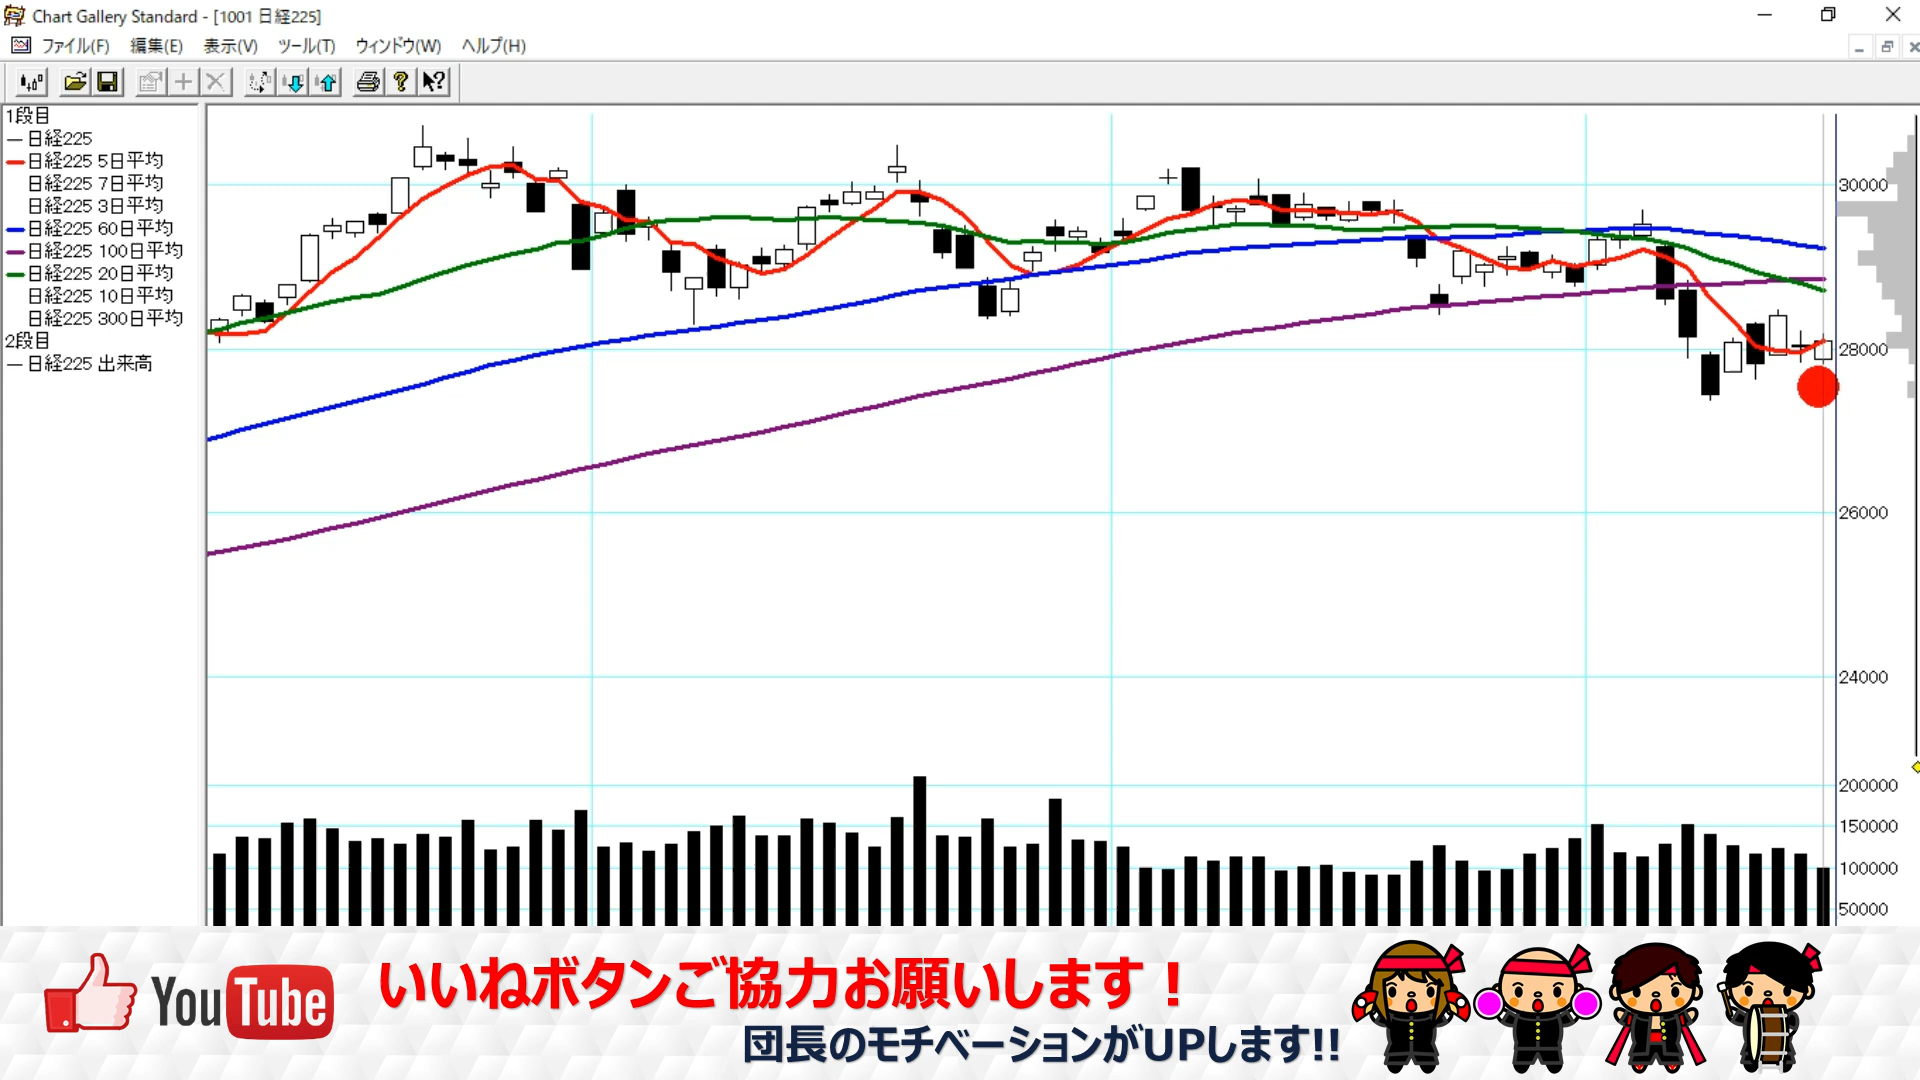 Chart Gallery Standard - [1001 日経225]
ファイル(F) 編集(E) 表示(V) ツール(T) ウィンドウ(W) ヘルプ(H)
1段目
日経225
日経225 5日平均
日経225 7日平均
日経225 3日平均
日経225 60日平均
日経225 100日平均
日経225 20日平均
日経225 10日平均
日経225 300日平均
2段目
日経225 出来高
30000
28000
26000
24000
200000
150000
100000
50000
YouTube
いいねボタンご協力お願いします！
団長のモチベーションがUPします!!